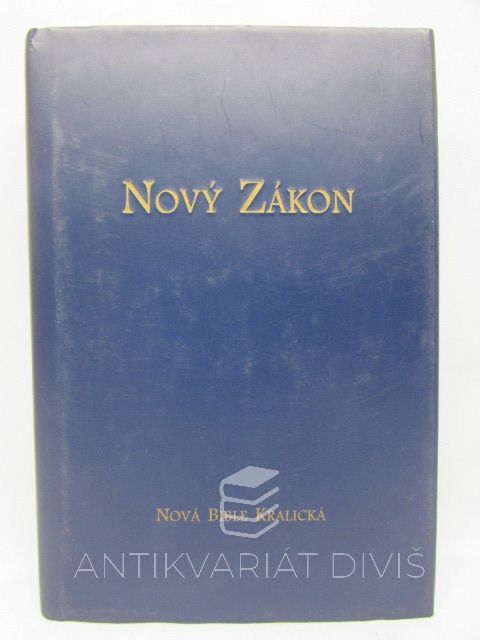 Nový Zákon
Nová Bible Kralická
ANTIKVARIÁT DIVIŠ